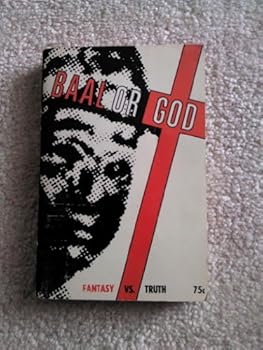 BAAL OR GOD
FANTASY VS. TRUTH 75¢